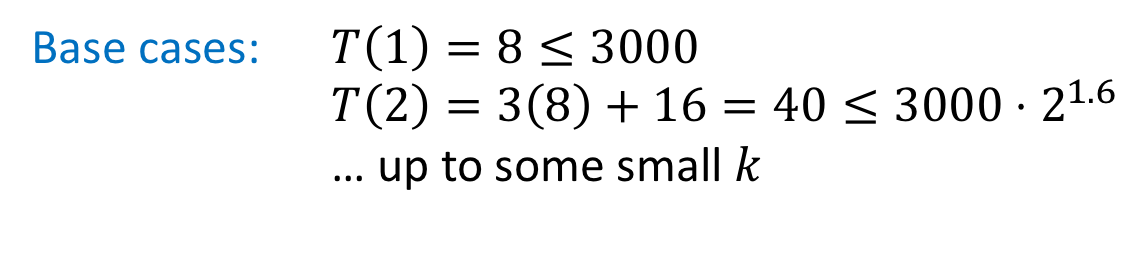 Base cases: T(1) = 8 ≤ 3000
T(2) = 3(8) + 16 = 40 ≤ 3000 ⋅ 2^1.6
... up to some small k